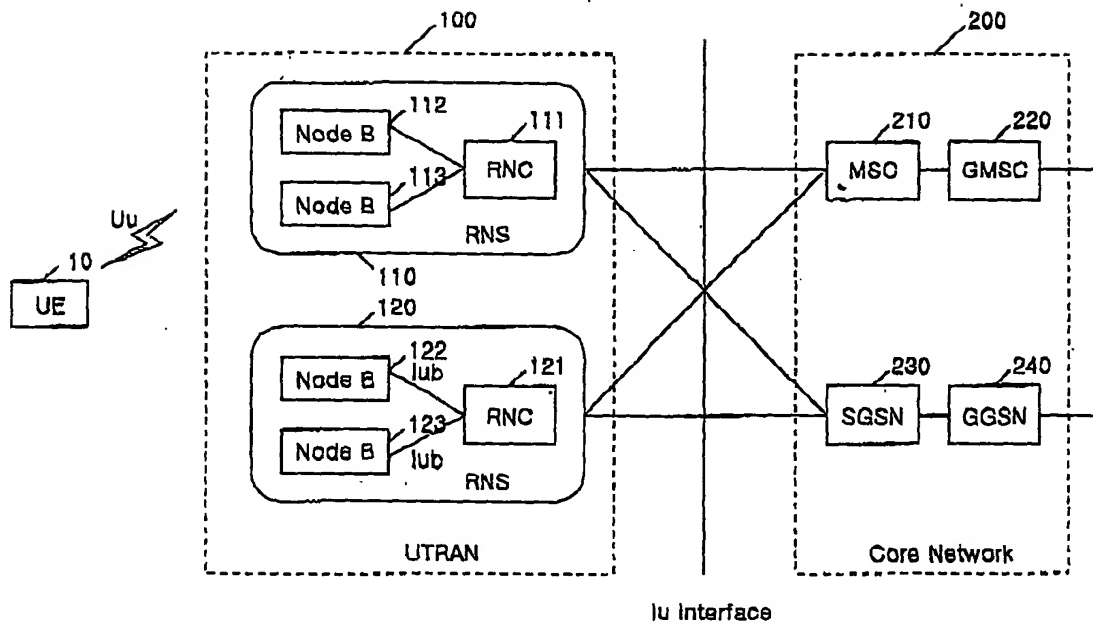 100
200
112
Node B
111
RNC
113
Node B
RNS
110
Uu
10
UE
120
122
Node B
Iub
121
RNC
123
Node B
Iub
RNS
UTRAN
210
MSC
220
GMSC
230
SGSN
240
GGSN
Core Network
Iu Interface